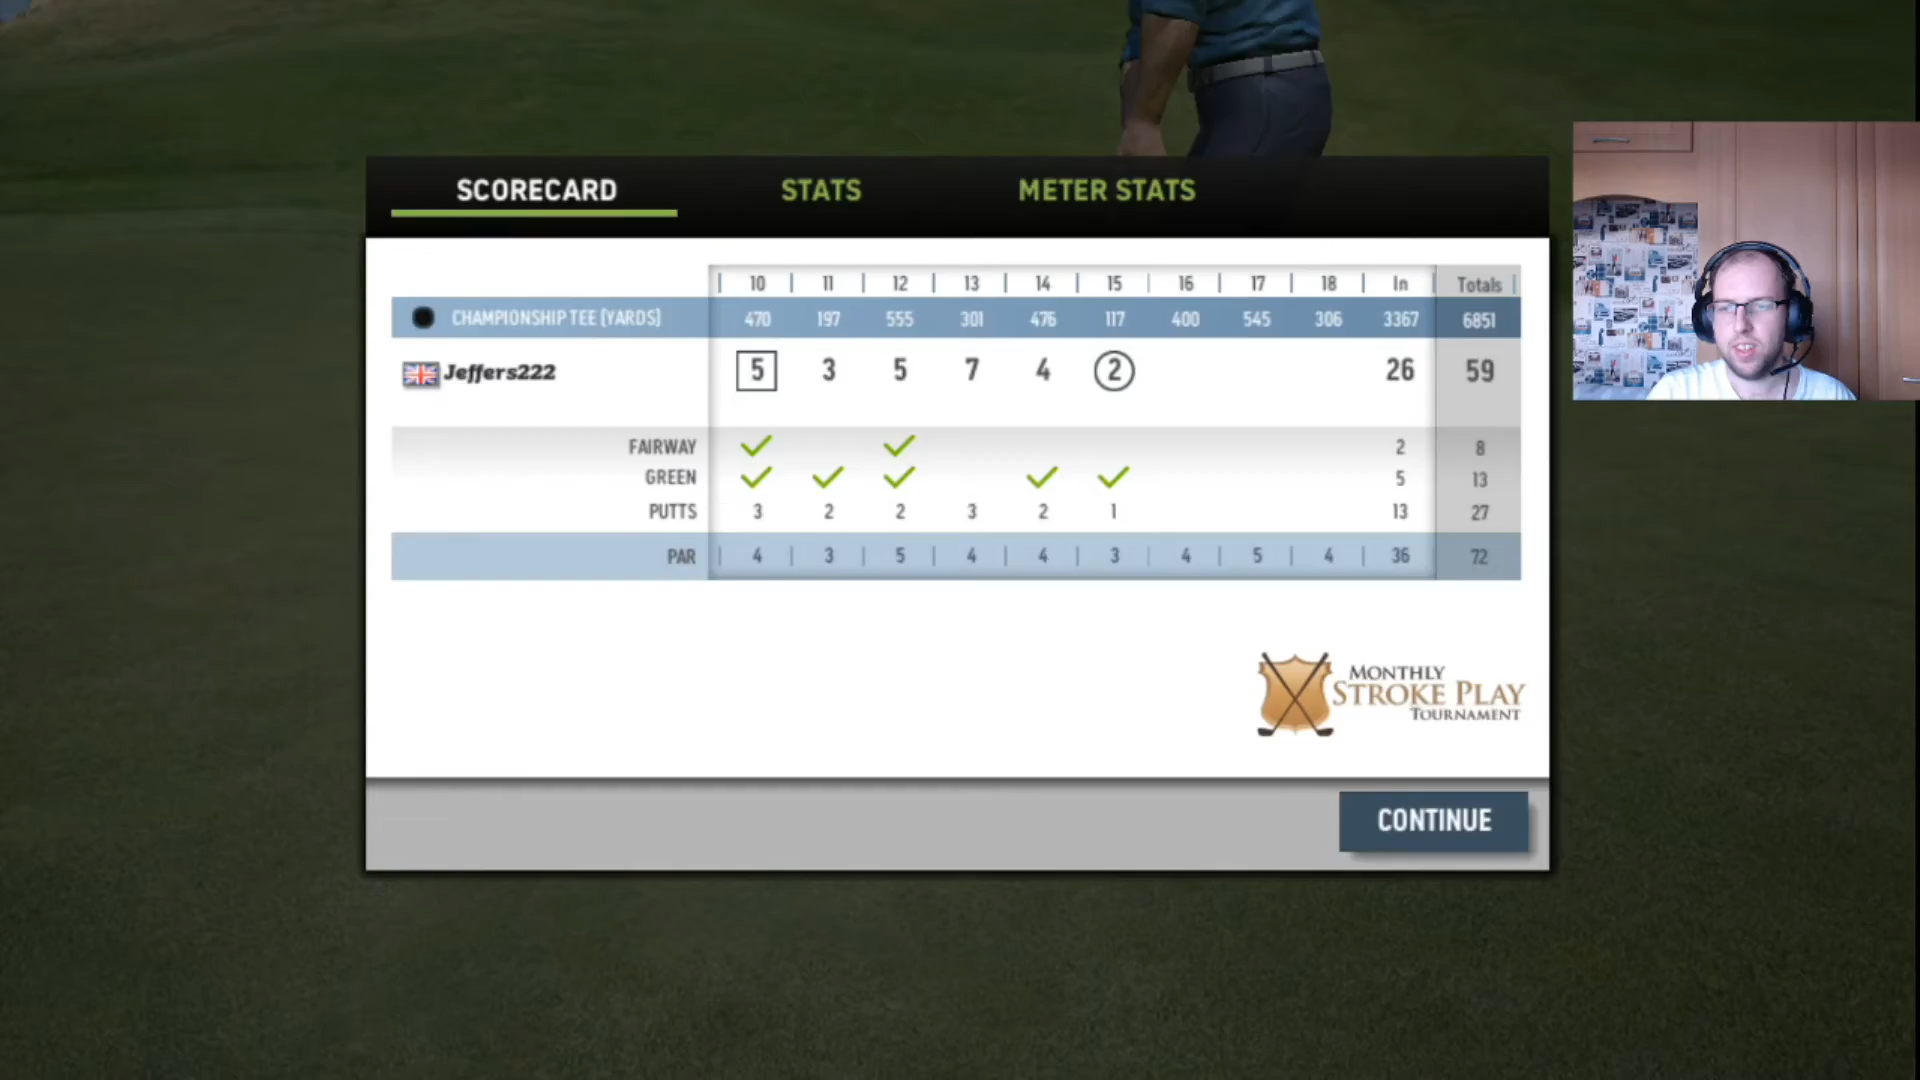 SCORECARD STATS METER STATS
10 11 12 13 14 15 16 17 18 In Totals
CHAMPIONSHIP TEE (YARDS) 470 197 555 301 476 117 400 545 306 3367 6851
Jeffers222 5 3 5 7 4 2 26 59
FAIRWAY 2 8
GREEN 5 13
PUTTS 3 2 2 3 2 1 13 27
PAR 4 3 5 4 4 3 4 5 4 36 72
MONTHLY
STROKE PLAY
TOURNAMENT
CONTINUE